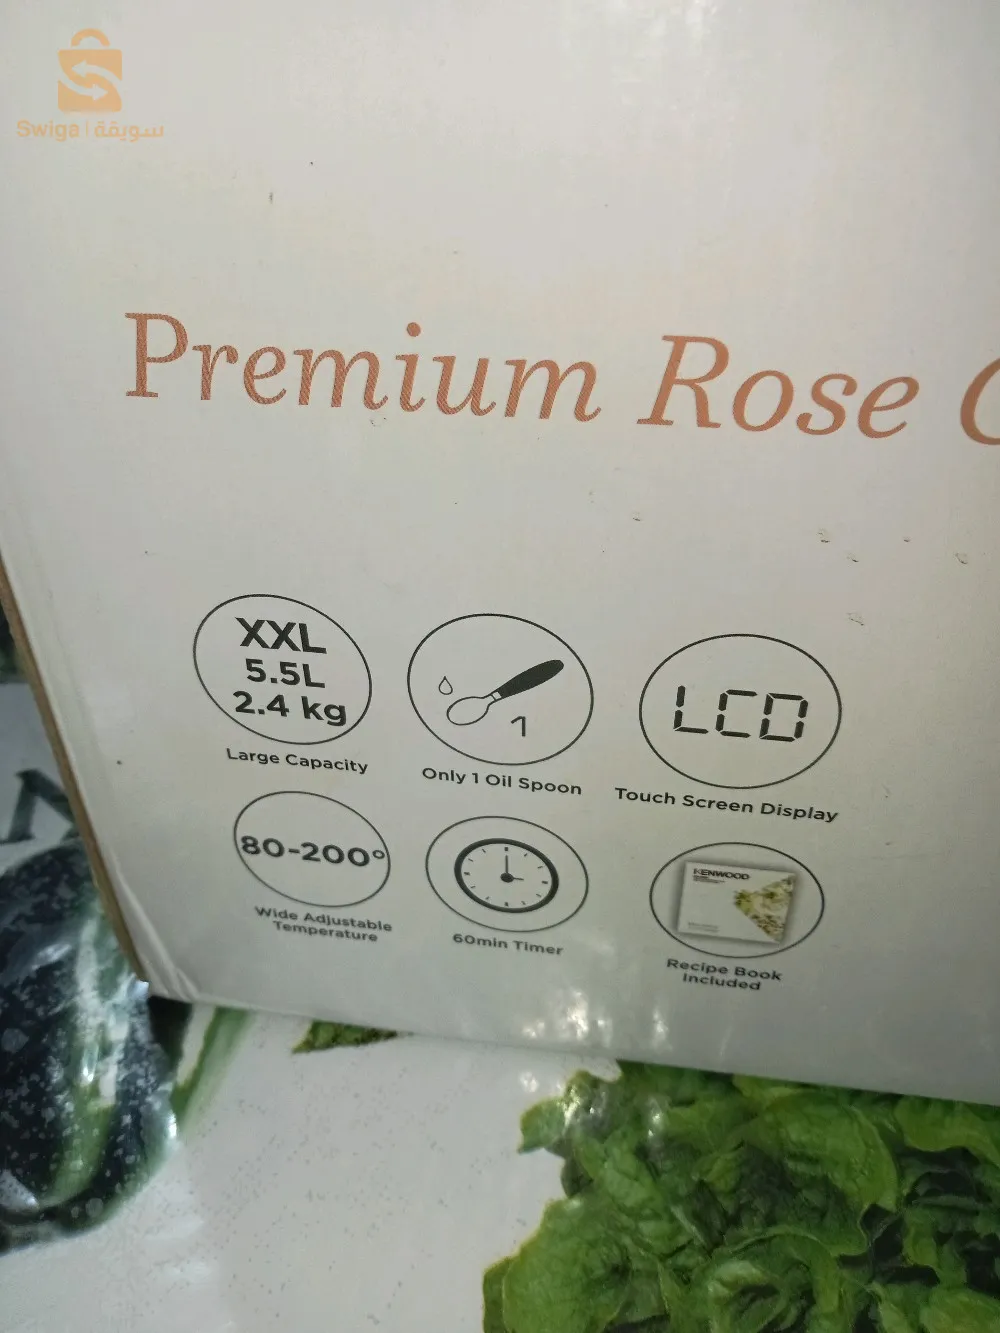 Swiga | سويقة
Premium Rose
XXL
5.5L
2.4 kg
Large Capacity
1
Only 1 Oil Spoon
LCD
Touch Screen Display
80-200°
Wide Adjustable
Temperature
60min Timer
KENWOOD
Recipe Book
Included